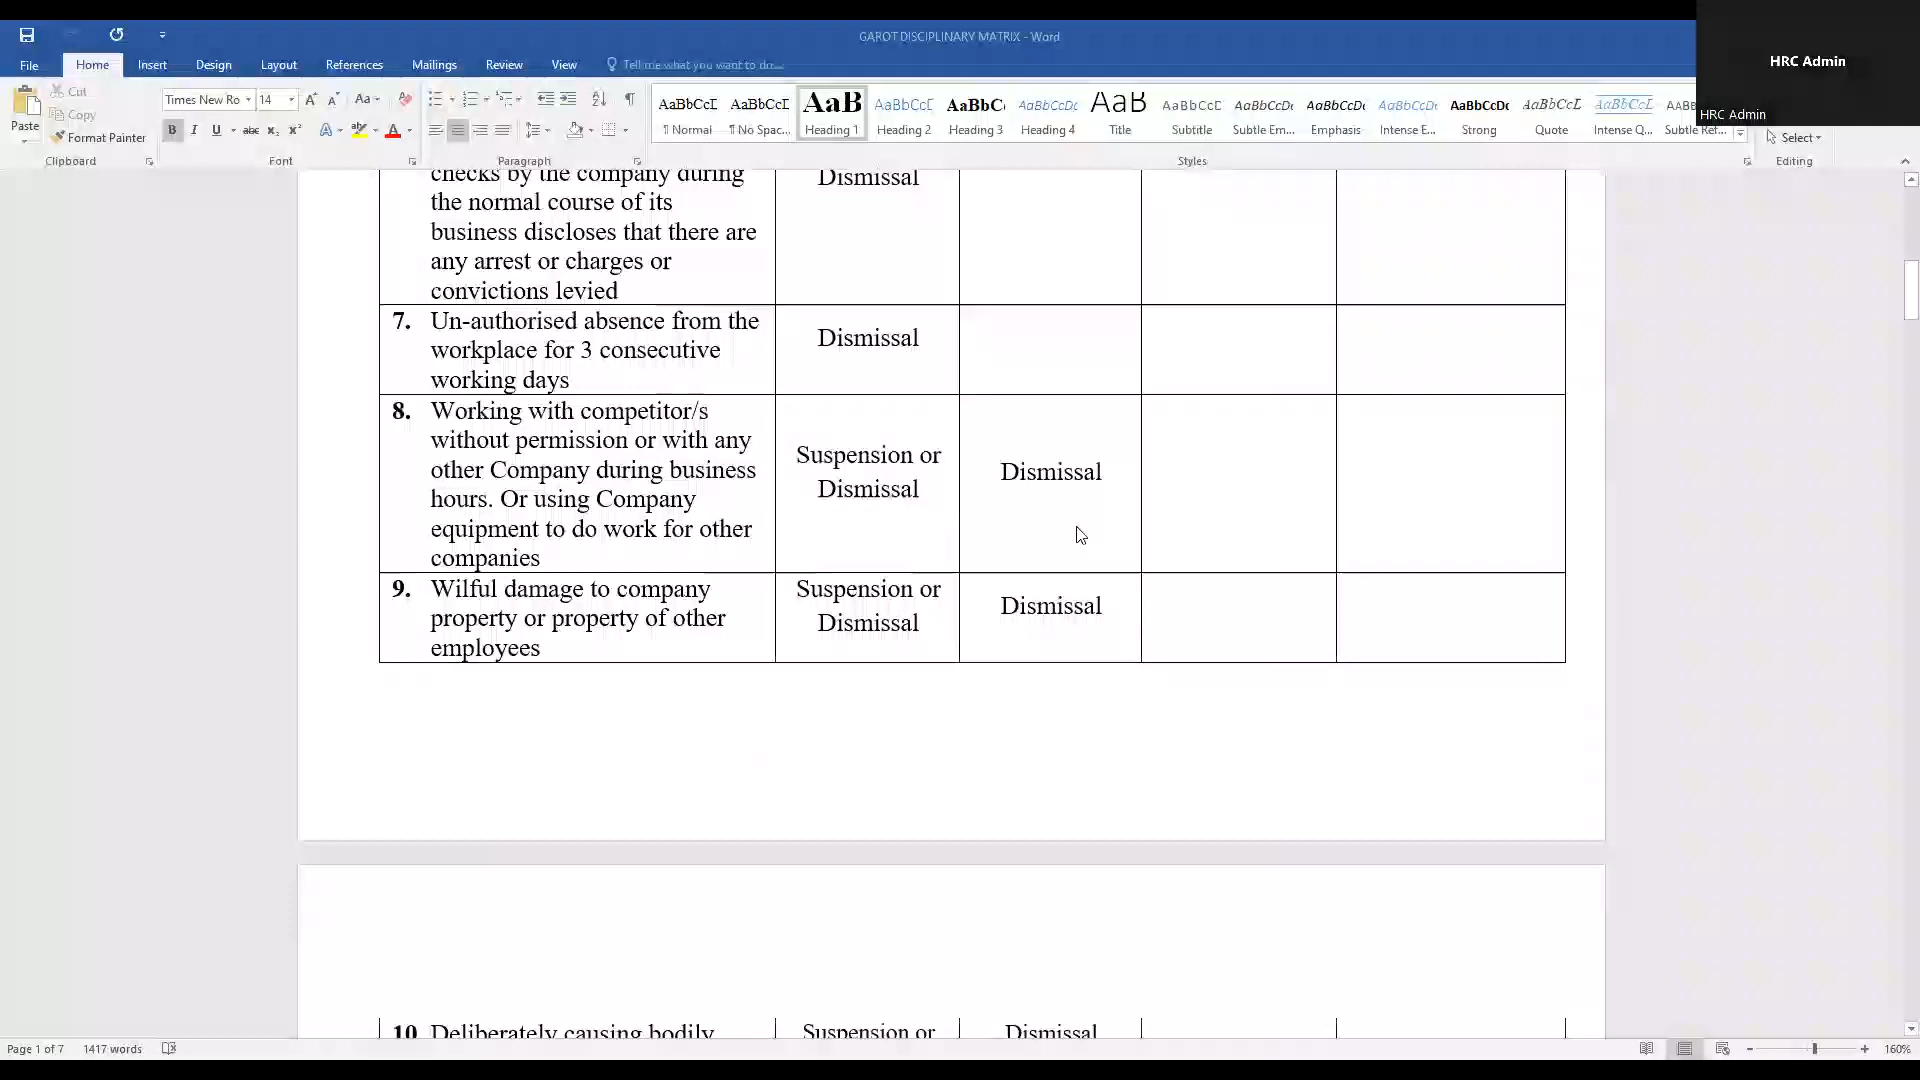 GAROT DISCIPLINARY MATRIX - Word
HRC Admin
HRC Admin
File Home Insert Design Layout References Mailings Review View Tell me what you want to do...
Paste
Cut
Copy
Format Painter
Clipboard
Times New Ro 14
Font
Paragraph
AaBbCcDc AaBbCcDc AaB AaBbCcD AaBbC AaBbCcDc AaB AaBbCcD AaBbCcDc AaBbCcDc AaBbCcDc AaBbCcDc AaBbCcDc AaBbCcDc
¶ Normal ¶ No Spac... Heading 1 Heading 2 Heading 3 Heading 4 Title Subtitle Subtle Em... Emphasis Intense E... Strong Quote Intense Q... Subtle Ref...
Styles
Select
Editing
checks by the company during
the normal course of its
business discloses that there are
any arrest or charges or
convictions levied
Dismissal
7. Un-authorised absence from the
workplace for 3 consecutive
working days
Dismissal
8. Working with competitor/s
without permission or with any
other Company during business
hours. Or using Company
equipment to do work for other
companies
Suspension or
Dismissal
Dismissal
9. Wilful damage to company
property or property of other
employees
Suspension or
Dismissal
Dismissal
10. Deliberately causing bodily
Suspension or
Dismissal
Page 1 of 7 1417 words
160%